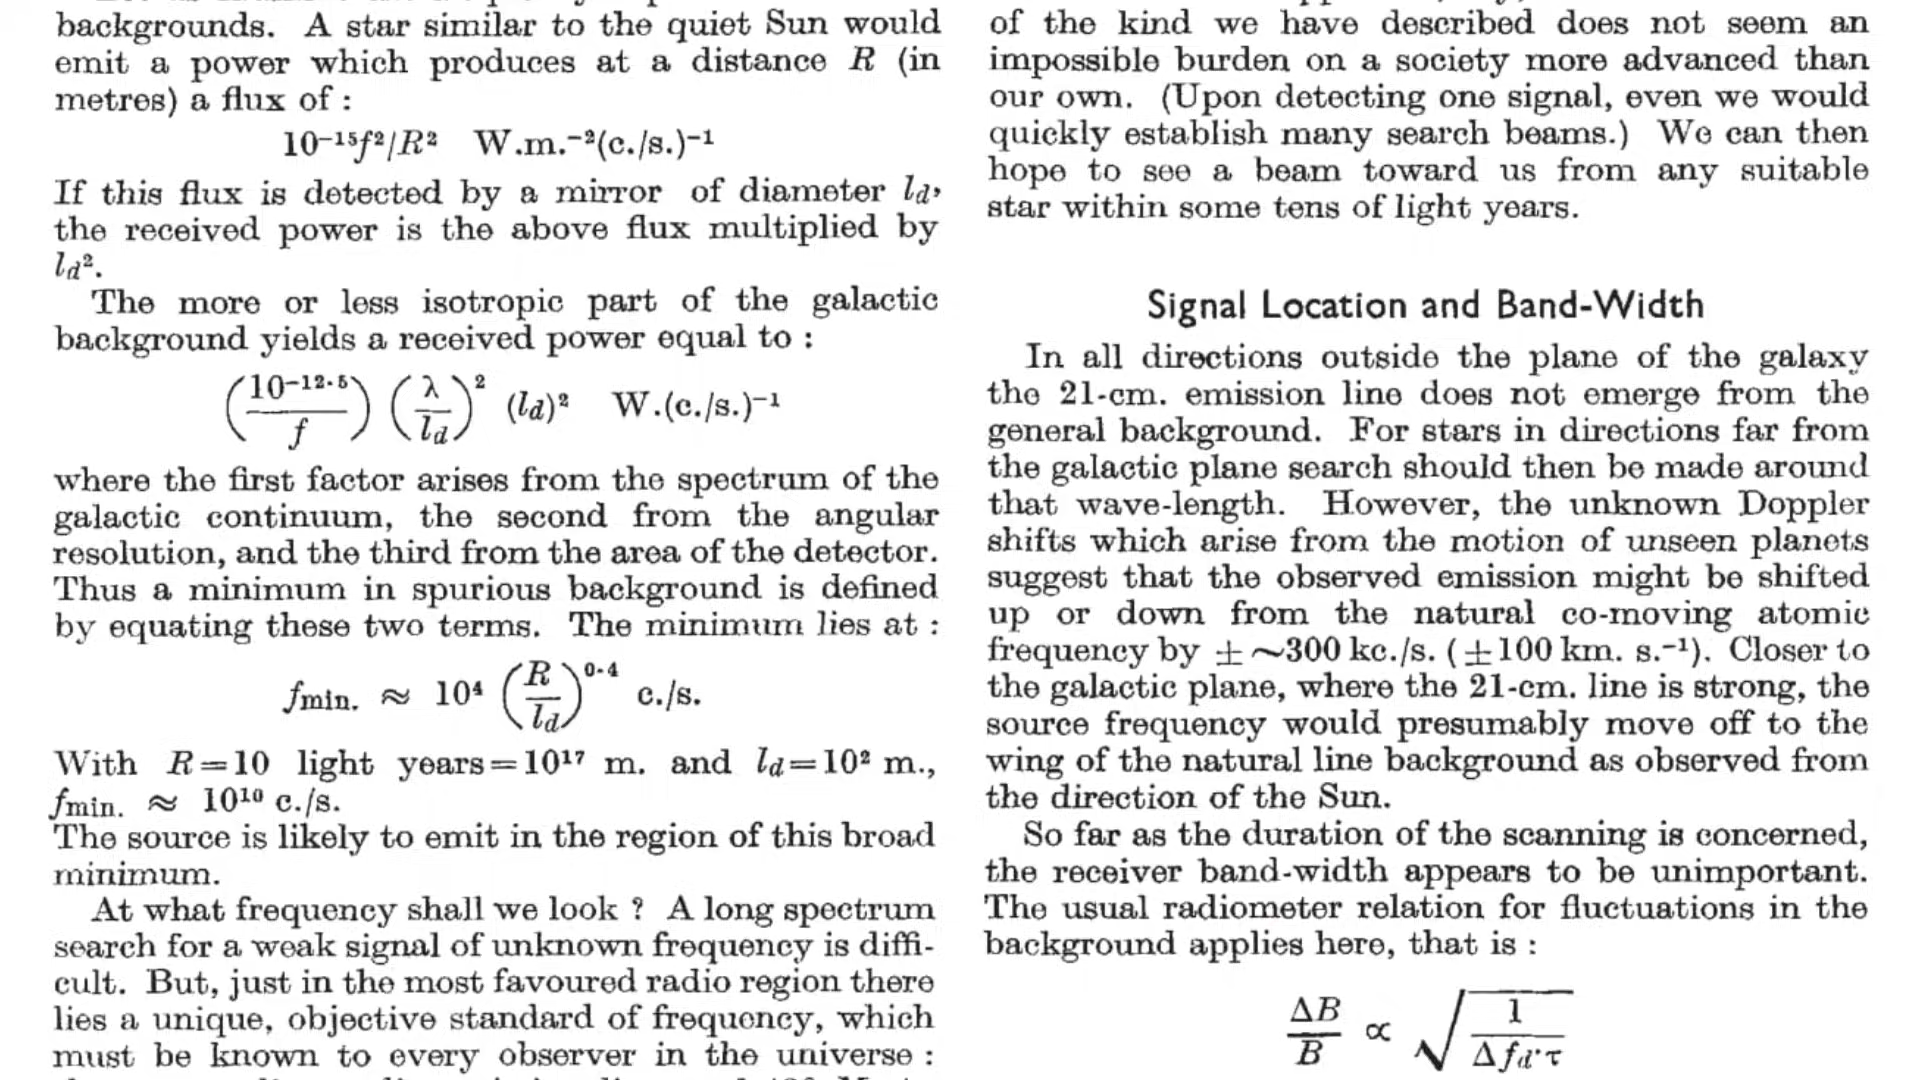 backgrounds. A star similar to the quiet Sun would
emit a power which produces at a distance R (in
metres) a flux of :
10⁻¹⁵f²/R² W.m.⁻²(c./s.)⁻¹
If this flux is detected by a mirror of diameter l_d,
the received power is the above flux multiplied by
l_d².
The more or less isotropic part of the galactic
background yields a received power equal to :
(10⁻¹²·⁵/f) (λ/l_d)² (l_d)² W.(c./s.)⁻¹
where the first factor arises from the spectrum of the
galactic continuum, the second from the angular
resolution, and the third from the area of the detector.
Thus a minimum in spurious background is defined
by equating these two terms. The minimum lies at :
f_min. ≈ 10⁴ (R/l_d)⁰·⁴ c./s.
With R=10 light years=10¹⁷ m. and l_d=10² m.,
f_min. ≈ 10¹⁰ c./s.
The source is likely to emit in the region of this broad
minimum.
At what frequency shall we look ? A long spectrum
search for a weak signal of unknown frequency is diffi-
cult. But, just in the most favoured radio region there
lies a unique, objective standard of frequency, which
must be known to every observer in the universe :
of the kind we have described does not seem an
impossible burden on a society more advanced than
our own. (Upon detecting one signal, even we would
quickly establish many search beams.) We can then
hope to see a beam toward us from any suitable
star within some tens of light years.
Signal Location and Band-Width
In all directions outside the plane of the galaxy
the 21-cm. emission line does not emerge from the
general background. For stars in directions far from
the galactic plane search should then be made around
that wave-length. However, the unknown Doppler
shifts which arise from the motion of unseen planets
suggest that the observed emission might be shifted
up or down from the natural co-moving atomic
frequency by ±~300 kc./s. (±100 km. s.⁻¹). Closer to
the galactic plane, where the 21-cm. line is strong, the
source frequency would presumably move off to the
wing of the natural line background as observed from
the direction of the Sun.
So far as the duration of the scanning is concerned,
the receiver band-width appears to be unimportant.
The usual radiometer relation for fluctuations in the
background applies here, that is :
ΔB/B ∝ √(1/Δf_d·τ)